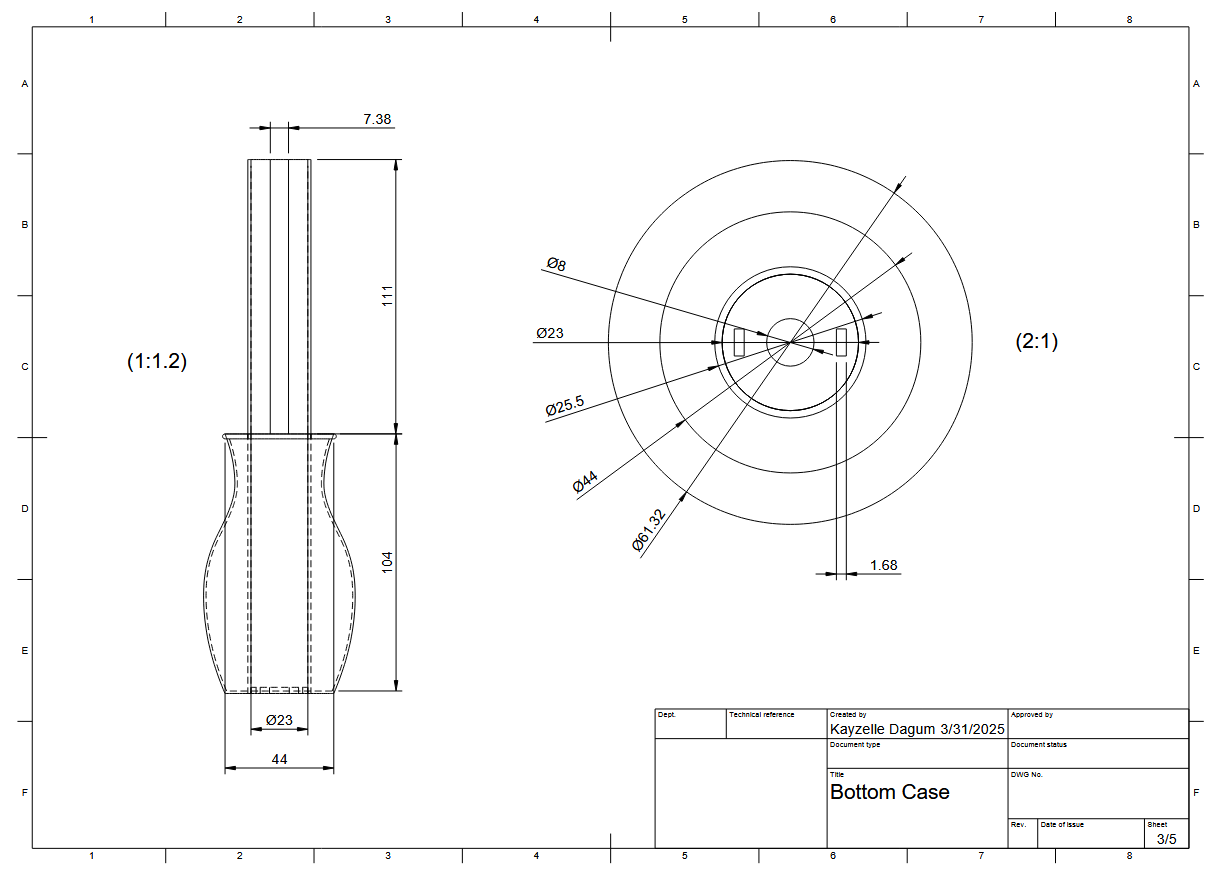 1 2 3 4 5 6 7 8
A A
B B
C C
D D
E E
F F
7.38
111
(1:1.2)
104
Ø23
44
Ø8
Ø23
Ø25.5
Ø44
Ø61.32
1.68
(2:1)
Dept. Technical reference Created by Approved by
Kayzelle Dagum 3/31/2025
Document type Document status
Title DWG No.
Bottom Case
Rev. Date of issue Sheet
3/5
1 2 3 4 5 6 7 8